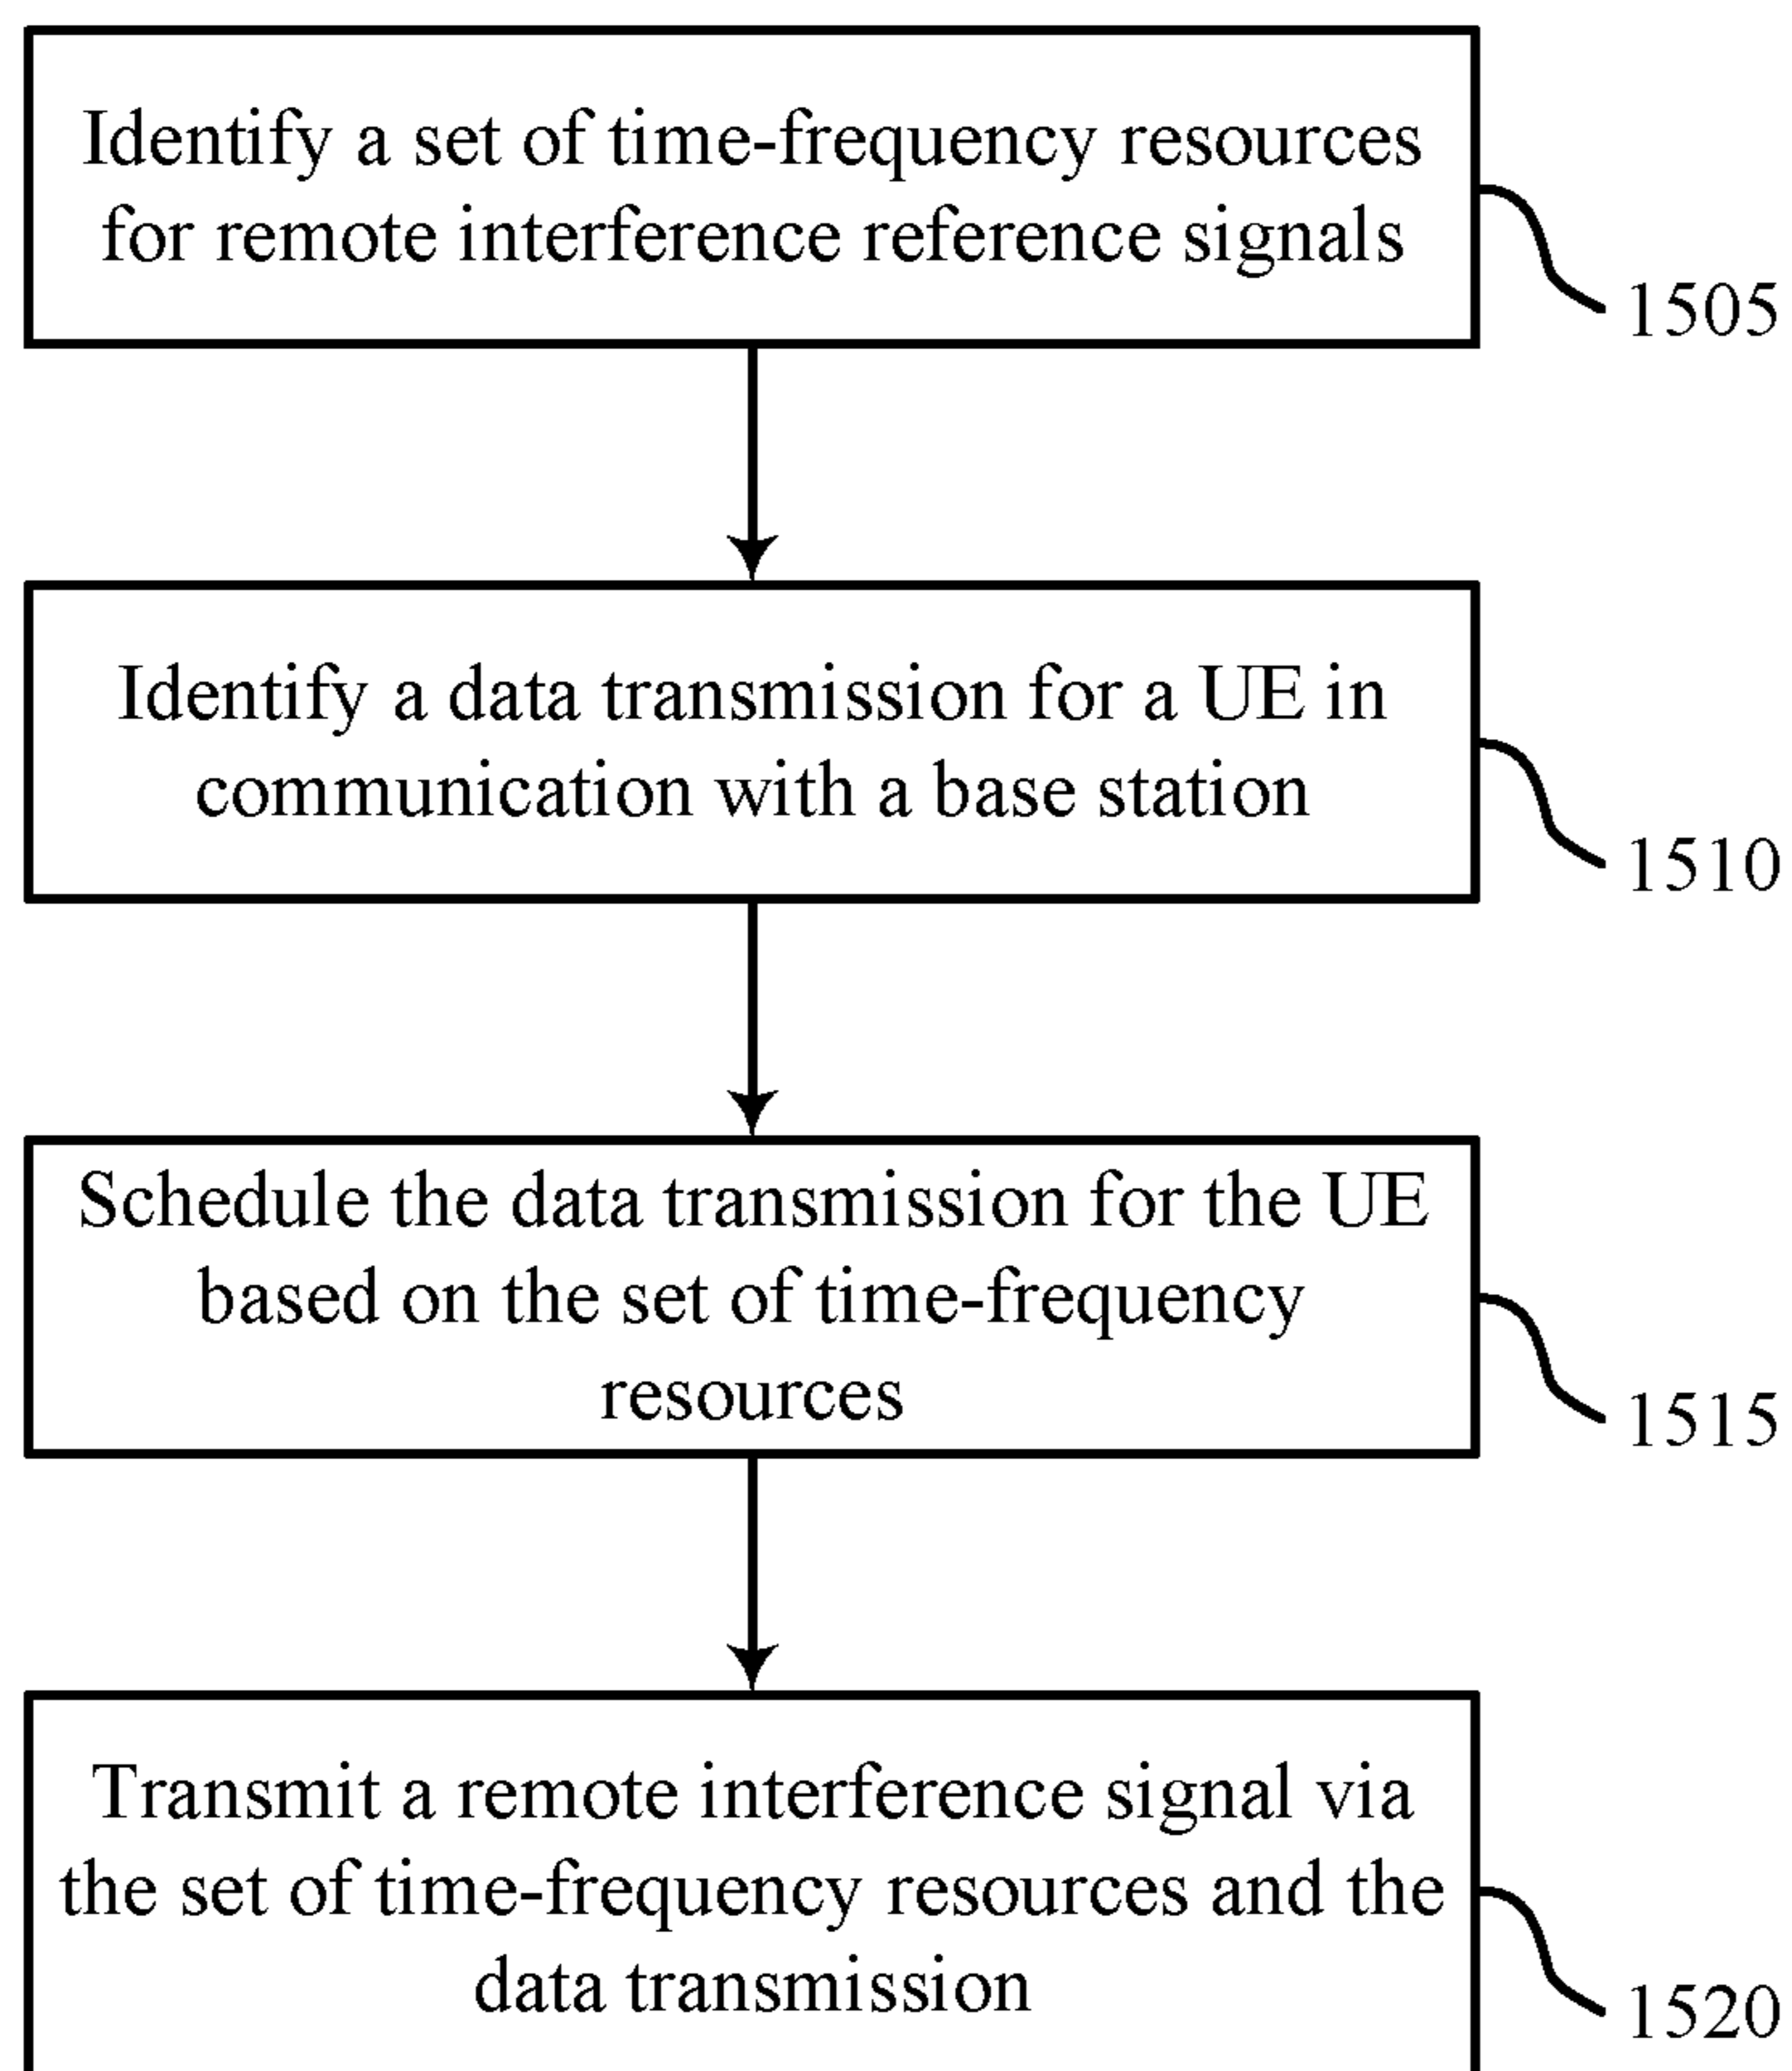 Identify a set of time-frequency resources
for remote interference reference signals
1505
Identify a data transmission for a UE in
communication with a base station
1510
Schedule the data transmission for the UE
based on the set of time-frequency
resources
1515
Transmit a remote interference signal via
the set of time-frequency resources and the
data transmission
1520